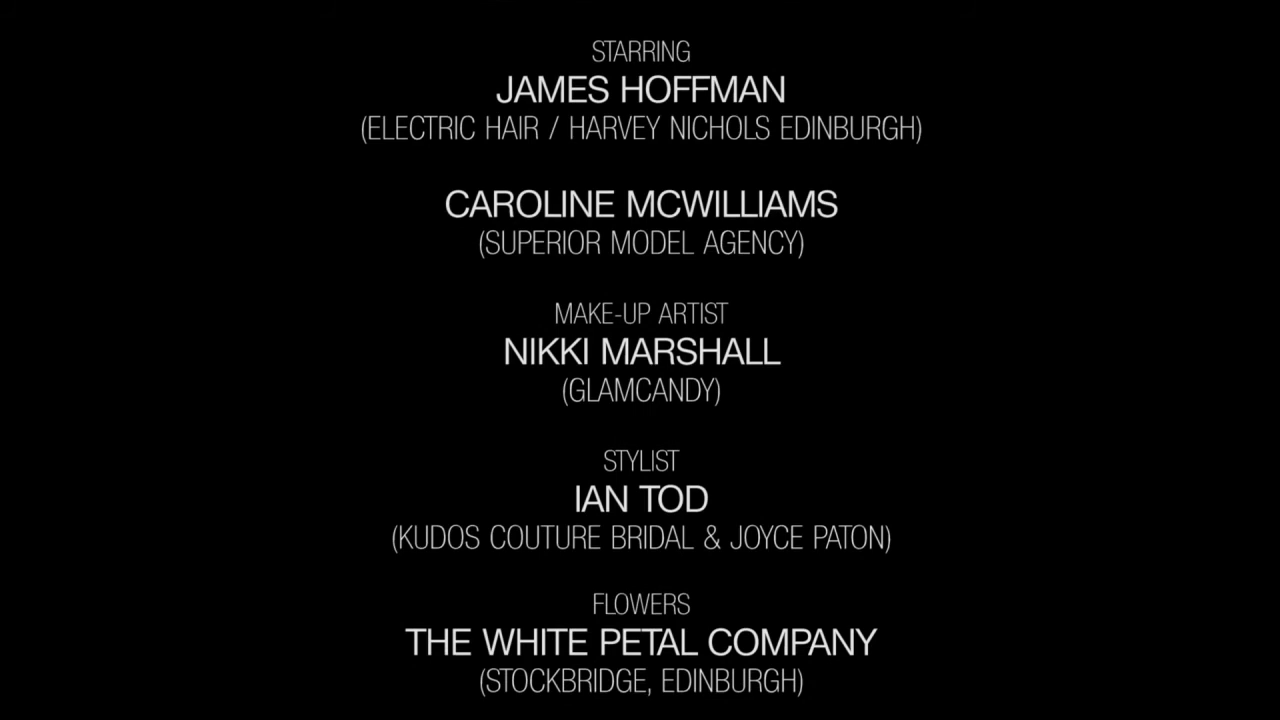 STARRING
JAMES HOFFMAN
(ELECTRIC HAIR / HARVEY NICHOLS EDINBURGH)
CAROLINE MCWILLIAMS
(SUPERIOR MODEL AGENCY)
MAKE-UP ARTIST
NIKKI MARSHALL
(GLAMCANDY)
STYLIST
IAN TOD
(KUDOS COUTURE BRIDAL & JOYCE PATON)
FLOWERS
THE WHITE PETAL COMPANY
(STOCKBRIDGE, EDINBURGH)